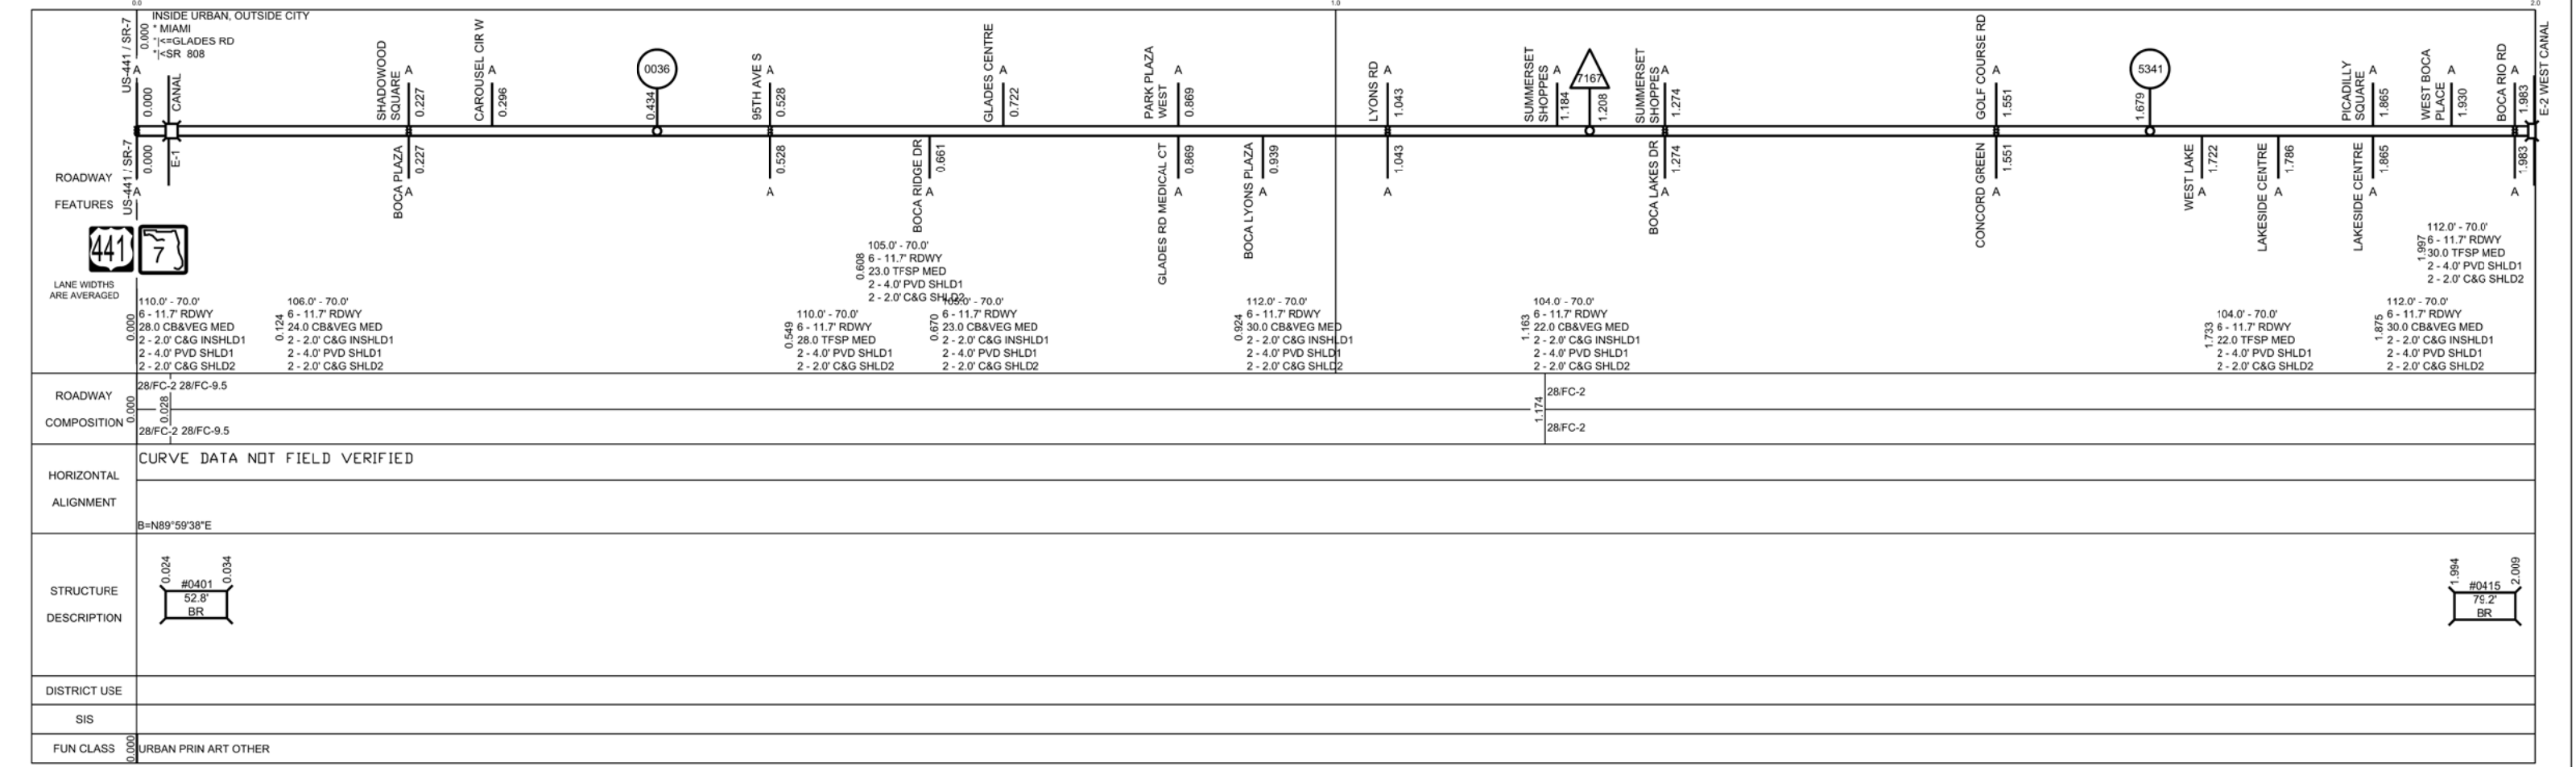 0.0
1.0
2.0
US-441 / SR-7
0.000
INSIDE URBAN, OUTSIDE CITY
* MIAMI
*|<=GLADES RD
*|<SR 808
A
0.000
CANAL
SHADOWOOD
SQUARE
A
0.227
CAROUSEL CIR W
A
0.296
0036
0.434
95TH AVE S
A
0.528
GLADES CENTRE
A
0.722
PARK PLAZA
WEST
A
0.869
LYONS RD
A
1.043
SUMMERSET
SHOPPES
A
1.184
7167
1.208
SUMMERSET
SHOPPES
A
1.274
GOLF COURSE RD
A
1.551
5341
1.679
PICADILLY
SQUARE
A
1.865
WEST BOCA
PLACE
A
1.930
BOCA RIO RD
A
1.983
E-2 WEST CANAL
ROADWAY
FEATURES
US-441 / SR-7
0.000
A
E-1
BOCA PLAZA
0.227
A
0.528
A
BOCA RIDGE DR
0.661
A
GLADES RD MEDICAL CT
0.869
A
BOCA LYONS PLAZA
0.939
A
1.043
A
BOCA LAKES DR
1.274
A
CONCORD GREEN
1.551
A
WEST LAKE
1.722
A
LAKESIDE CENTRE
1.786
A
LAKESIDE CENTRE
1.865
A
1.983
A
441
7
LANE WIDTHS
ARE AVERAGED
0.000
110.0' - 70.0'
6 - 11.7' RDWY
28.0 CB&VEG MED
2 - 2.0' C&G INSHLD1
2 - 4.0' PVD SHLD1
2 - 2.0' C&G SHLD2
0.124
106.0' - 70.0'
6 - 11.7' RDWY
24.0 CB&VEG MED
2 - 2.0' C&G INSHLD1
2 - 4.0' PVD SHLD1
2 - 2.0' C&G SHLD2
0.549
110.0' - 70.0'
6 - 11.7' RDWY
28.0 TFSP MED
2 - 4.0' PVD SHLD1
2 - 2.0' C&G SHLD2
0.608
105.0' - 70.0'
6 - 11.7' RDWY
23.0 TFSP MED
2 - 4.0' PVD SHLD1
2 - 2.0' C&G SHLD2
0.670
105.0' - 70.0'
6 - 11.7' RDWY
23.0 CB&VEG MED
2 - 2.0' C&G INSHLD1
2 - 4.0' PVD SHLD1
2 - 2.0' C&G SHLD2
0.924
112.0' - 70.0'
6 - 11.7' RDWY
30.0 CB&VEG MED
2 - 2.0' C&G INSHLD1
2 - 4.0' PVD SHLD1
2 - 2.0' C&G SHLD2
1.163
104.0' - 70.0'
6 - 11.7' RDWY
22.0 CB&VEG MED
2 - 2.0' C&G INSHLD1
2 - 4.0' PVD SHLD1
2 - 2.0' C&G SHLD2
1.733
104.0' - 70.0'
6 - 11.7' RDWY
22.0 TFSP MED
2 - 4.0' PVD SHLD1
2 - 2.0' C&G SHLD2
1.875
112.0' - 70.0'
6 - 11.7' RDWY
30.0 CB&VEG MED
2 - 2.0' C&G INSHLD1
2 - 4.0' PVD SHLD1
2 - 2.0' C&G SHLD2
1.997
112.0' - 70.0'
6 - 11.7' RDWY
30.0 TFSP MED
2 - 4.0' PVD SHLD1
2 - 2.0' C&G SHLD2
ROADWAY
COMPOSITION
0.000
28/FC-2 28/FC-9.5
0.028
28/FC-2 28/FC-9.5
1.174
28/FC-2
28/FC-2
HORIZONTAL
ALIGNMENT
CURVE DATA NOT FIELD VERIFIED
B=N89°59'38"E
STRUCTURE
DESCRIPTION
0.024
0.034
#0401
52.8'
BR
1.994
2.009
#0415
79.2'
BR
DISTRICT USE
SIS
FUN CLASS
0.000
URBAN PRIN ART OTHER